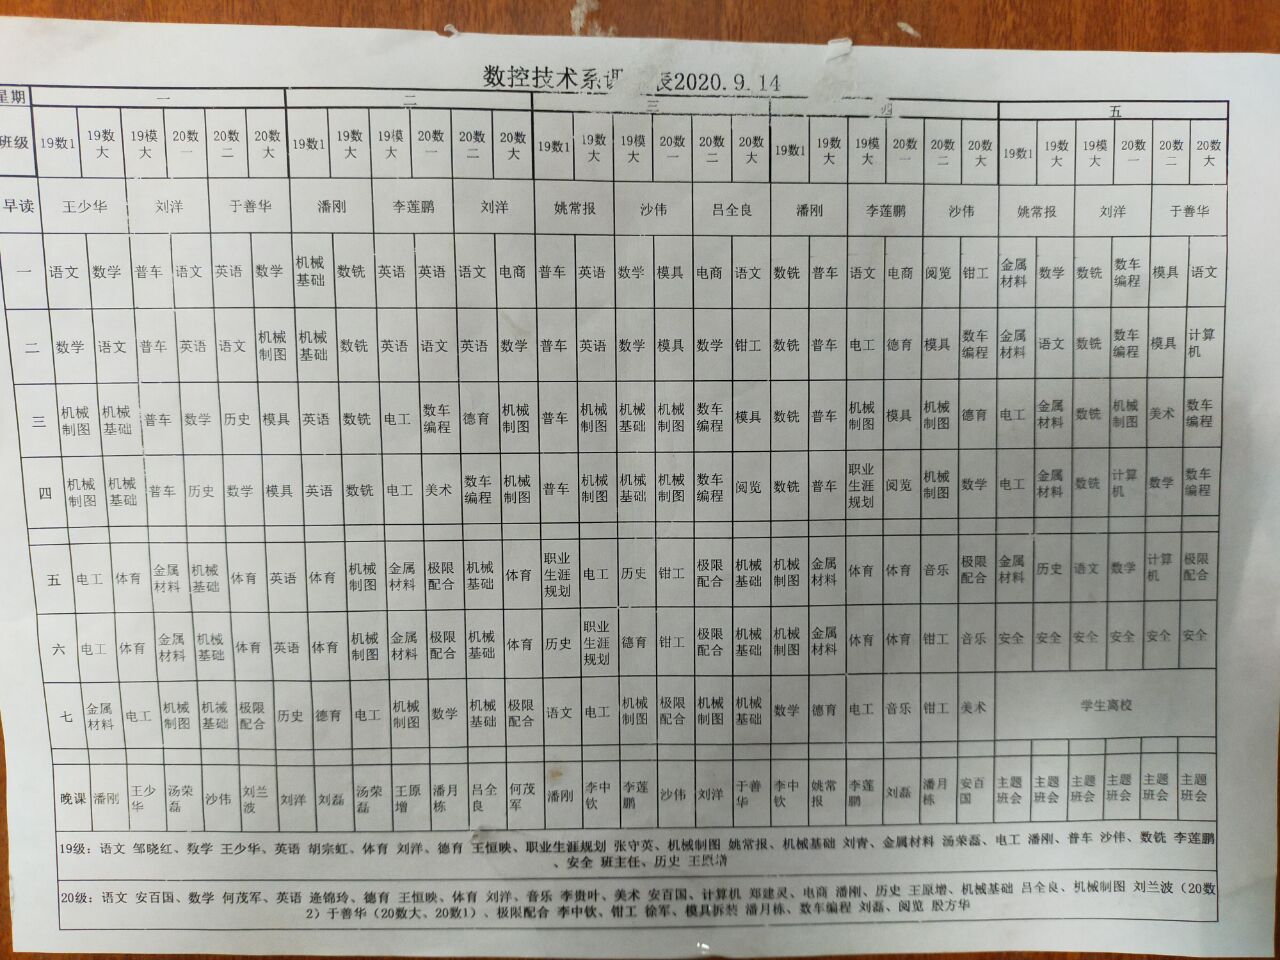 数控技术系课 表2020.9.14
星期 一 二 三 四 五
班级 19数1 19数大 19模大 20数一 20数二 20数大 19数1 19数大 19模大 20数一 20数二 20数大 19数1 19数大 19模大 20数一 20数二 20数大 19数1 19数大 19模大 20数一 20数二 20数大 19数1 19数大 19模大 20数一 20数二 20数大
早读 王少华 刘洋 于善华 潘刚 李莲鹏 刘洋 姚常报 沙伟 吕全良 潘刚 李莲鹏 沙伟 姚常报 刘洋 于善华
一 语文 数学 普车 语文 英语 数学 机械基础 数铣 英语 英语 语文 电商 普车 英语 数学 模具 电商 语文 数铣 普车 语文 电商 阅览 钳工 金属材料 数学 数铣 数车编程 模具 语文
二 数学 语文 普车 英语 语文 机械制图 机械基础 数铣 英语 语文 英语 数学 普车 英语 数学 模具 数学 钳工 数铣 普车 电工 德育 模具 数车编程 金属材料 语文 数铣 数车编程 模具 计算机
三 机械制图 机械基础 普车 数学 历史 模具 英语 数铣 电工 数车编程 德育 机械制图 普车 机械制图 机械基础 机械制图 数车编程 模具 数铣 普车 机械制图 模具 机械制图 德育 电工 金属材料 数铣 机械制图 美术 数车编程
四 机械制图 机械基础 普车 历史 数学 模具 英语 数铣 电工 美术 数车编程 机械制图 普车 机械制图 机械基础 机械制图 数车编程 阅览 数铣 普车 职业生涯规划 阅览 机械制图 数学 电工 金属材料 数铣 计算机 数学 数车编程
五 电工 体育 金属材料 机械基础 体育 英语 体育 机械制图 金属材料 极限配合 机械基础 体育 职业生涯规划 电工 历史 钳工 极限配合 机械基础 机械制图 金属材料 体育 体育 音乐 极限配合 金属材料 历史 语文 数学 计算机 极限配合
六 电工 体育 金属材料 机械基础 体育 英语 体育 机械制图 金属材料 极限配合 机械基础 体育 历史 职业生涯规划 德育 钳工 极限配合 机械基础 机械制图 金属材料 体育 体育 钳工 音乐 安全 安全 安全 安全 安全 安全
七 金属材料 电工 机械制图 机械基础 极限配合 历史 德育 电工 机械制图 数学 机械基础 极限配合 语文 电工 机械制图 极限配合 机械制图 机械基础 数学 德育 电工 音乐 钳工 美术 学生离校
晚课 潘刚 王少华 汤荣磊 沙伟 刘兰波 刘洋 刘磊 汤荣磊 王原增 潘月栋 吕全良 何茂军 潘刚 李中钦 李莲鹏 沙伟 刘洋 于善华 李中钦 姚常报 李莲鹏 刘磊 潘月栋 安百国 主题班会 主题班会 主题班会 主题班会 主题班会 主题班会
19级：语文 邹晓红、数学 王少华、英语 胡宗虹、体育 刘洋、德育 王恒映、职业生涯规划 张守英、机械制图 姚常报、机械基础 刘青、金属材料 汤荣磊、电工 潘刚、普车 沙伟、数铣 李莲鹏
、安全 班主任、历史 王原增
20级：语文 安百国、数学 何茂军、英语 逄锦玲、德育 王恒映、体育 刘洋、音乐 李贵叶、美术 安百国、计算机 郑建灵、电商 潘刚、历史 王原增、机械基础 吕全良、机械制图 刘兰波（20数
2）于善华（20数大、20数1）、极限配合 李中钦、钳工 徐军、模具拆装 潘月栋、数车编程 刘磊、阅览 殷方华